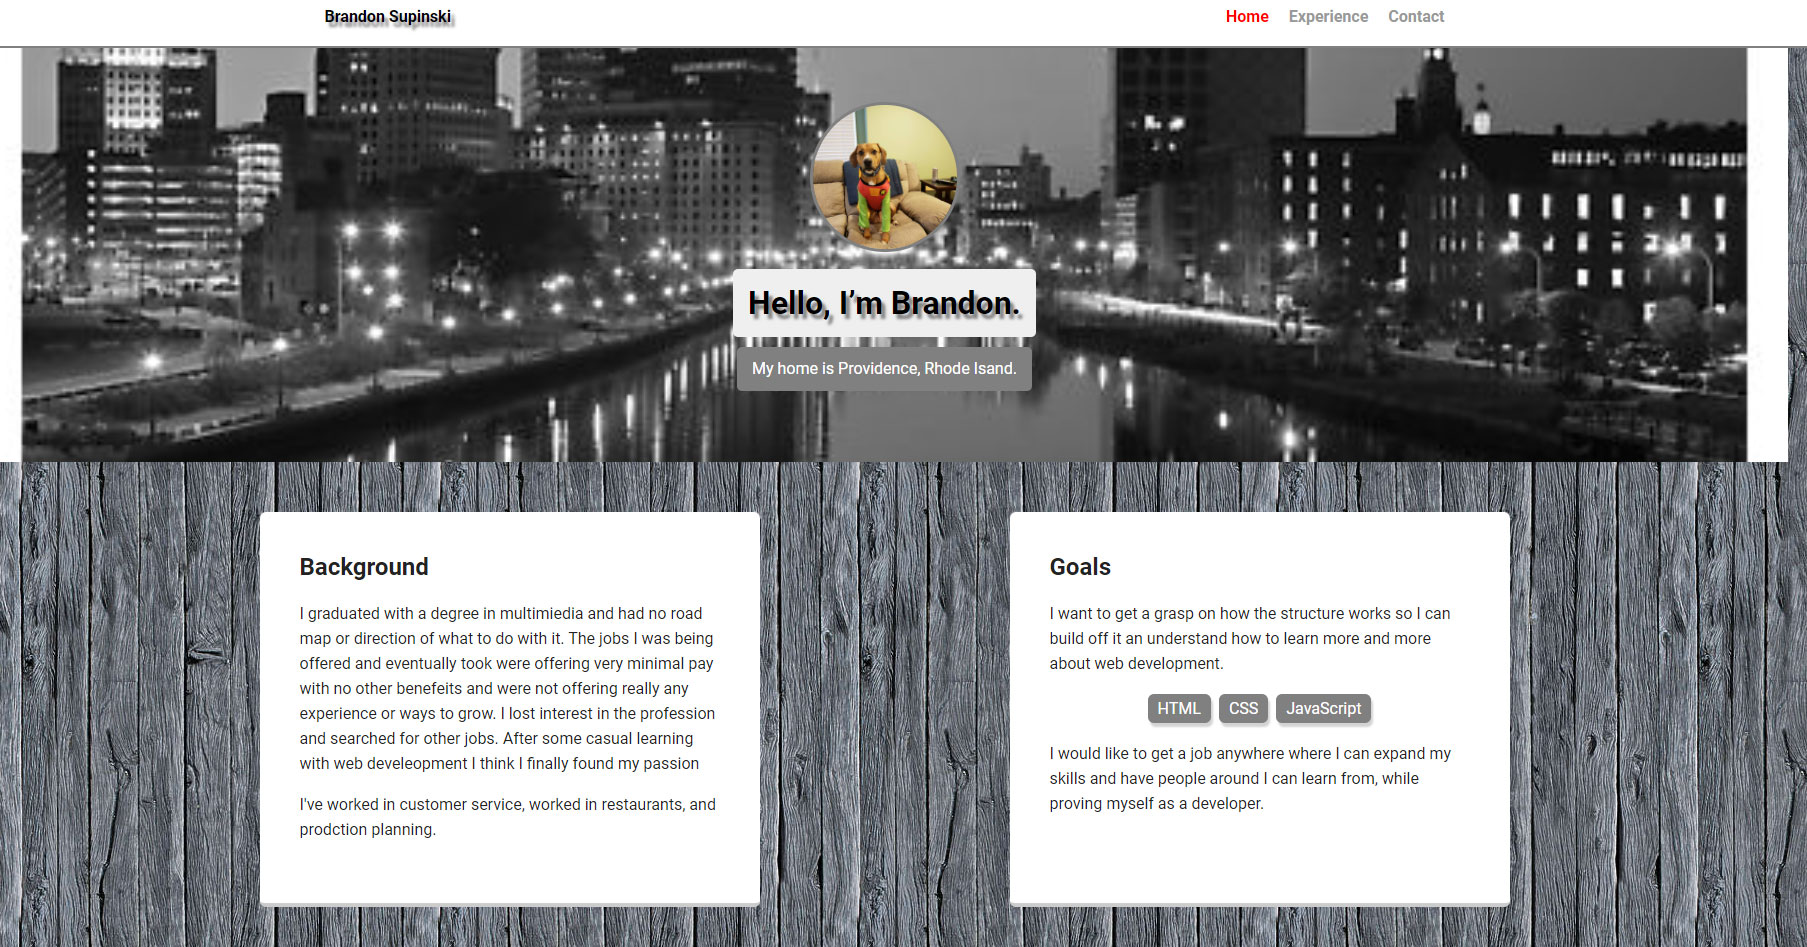 Brandon Supinski
Home Experience Contact
Hello, I’m Brandon.
My home is Providence, Rhode Isand.
Background
I graduated with a degree in multimiedia and had no road
map or direction of what to do with it. The jobs I was being
offered and eventually took were offering very minimal pay
with no other benefeits and were not offering really any
experience or ways to grow. I lost interest in the profession
and searched for other jobs. After some casual learning
with web develeopment I think I finally found my passion
I've worked in customer service, worked in restaurants, and
prodction planning.
Goals
I want to get a grasp on how the structure works so I can
build off it an understand how to learn more and more
about web development.
HTML CSS JavaScript
I would like to get a job anywhere where I can expand my
skills and have people around I can learn from, while
proving myself as a developer.